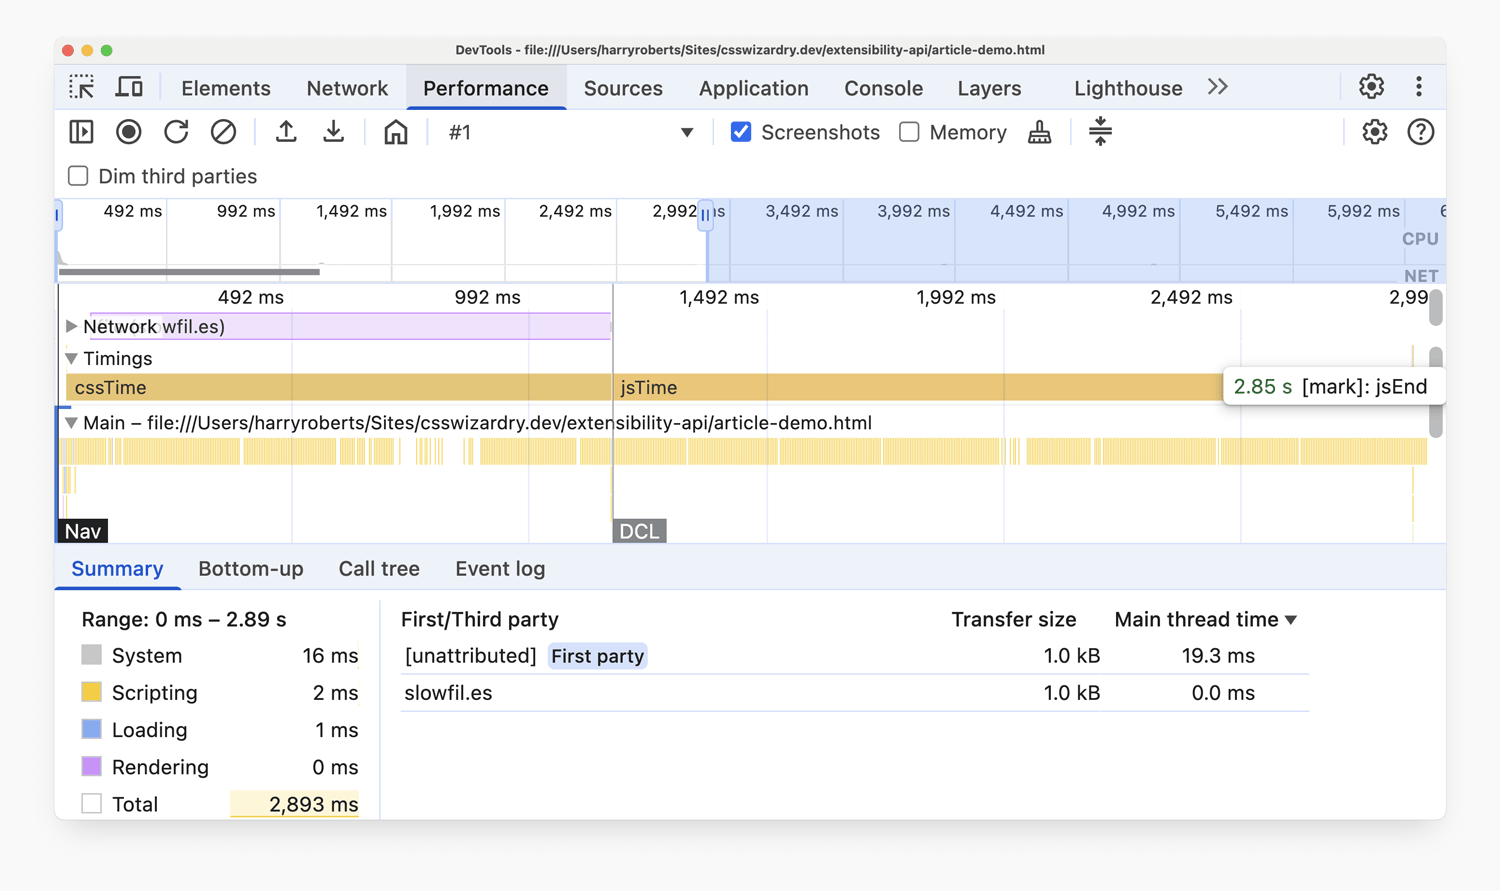 DevTools - file:///Users/harryroberts/Sites/csswizardry.dev/extensibility-api/article-demo.html
Elements Network Performance Sources Application Console Layers Lighthouse
#1 Screenshots Memory
Dim third parties
492 ms 992 ms 1,492 ms 1,992 ms 2,492 ms 2,992 ms 3,492 ms 3,992 ms 4,492 ms 4,992 ms 5,492 ms 5,992 ms 6
CPU
NET
492 ms 992 ms 1,492 ms 1,992 ms 2,492 ms 2,99
Network owfil.es)
Timings
cssTime jsTime 2.85 s [mark]: jsEnd
Main – file:///Users/harryroberts/Sites/csswizardry.dev/extensibility-api/article-demo.html
Nav DCL
Summary Bottom-up Call tree Event log
Range: 0 ms – 2.89 s First/Third party Transfer size Main thread time
System 16 ms [unattributed] First party 1.0 kB 19.3 ms
Scripting 2 ms slowfil.es 1.0 kB 0.0 ms
Loading 1 ms
Rendering 0 ms
Total 2,893 ms